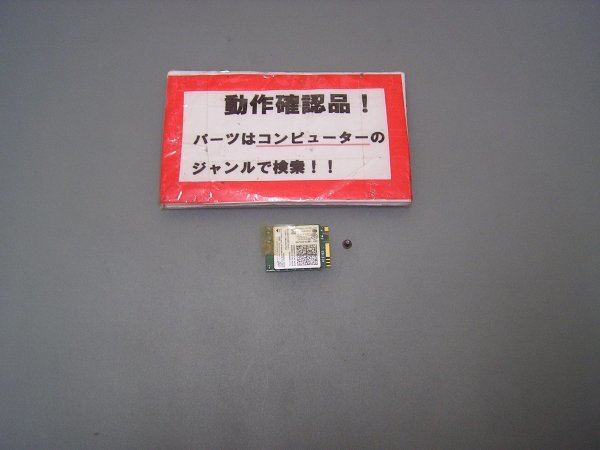 動作確認品！
パーツはコンピューターの
ジャンルで検索！！